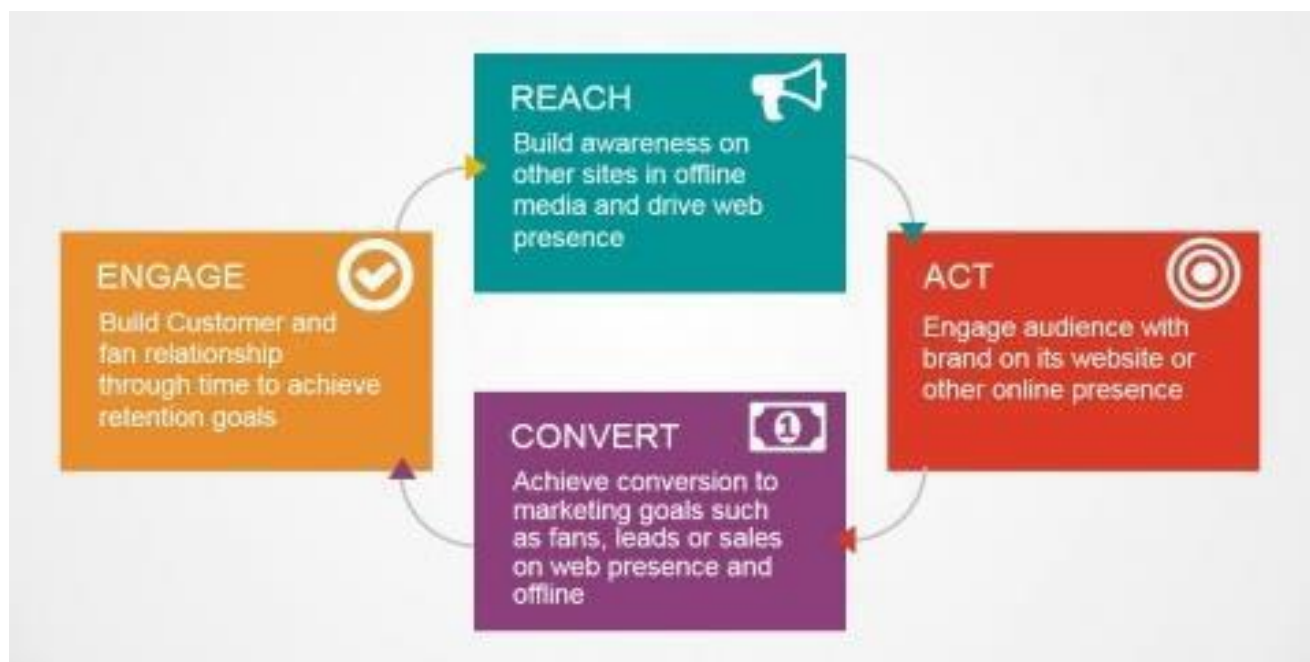 REACH
Build awareness on
other sites in offline
media and drive web
presence
ACT
Engage audience with
brand on its website or
other online presence
CONVERT
1
Achieve conversion to
marketing goals such
as fans, leads or sales
on web presence and
offline
ENGAGE
Build Customer and
fan relationship
through time to achieve
retention goals